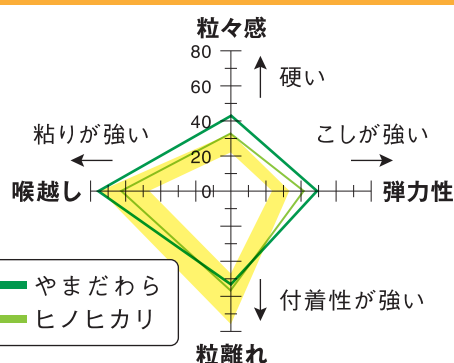 粒々感
80
60
硬い
40
粘りが強い
こしが強い
20
喉越し
0
弾力性
やまだわら
付着性が強い
ヒノヒカリ
粒離れ